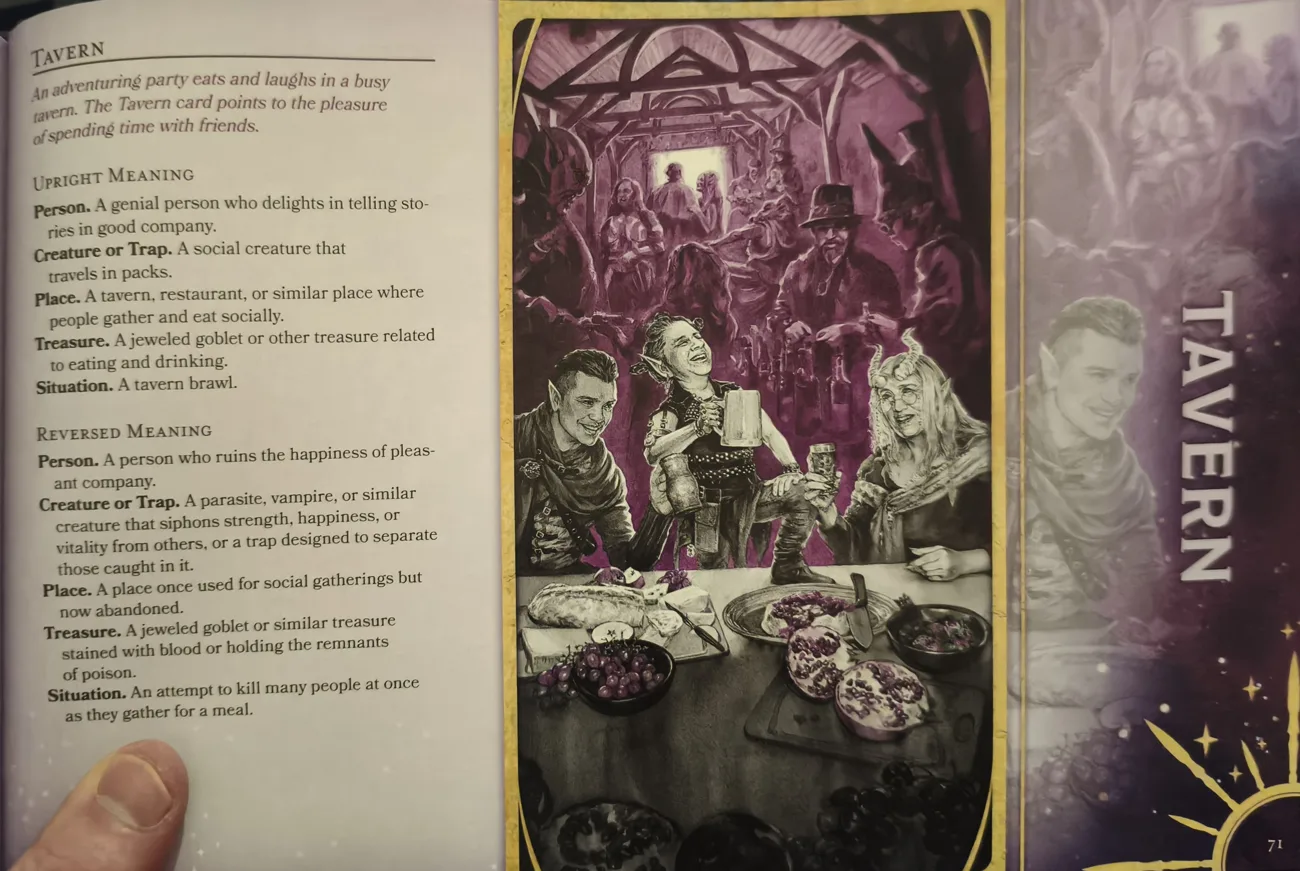 TAVERN
An adventuring party eats and laughs in a busy
tavern. The Tavern card points to the pleasure
of spending time with friends.
UPRIGHT MEANING
Person. A genial person who delights in telling sto-
ries in good company.
Creature or Trap. A social creature that
travels in packs.
Place. A tavern, restaurant, or similar place where
people gather and eat socially.
Treasure. A jeweled goblet or other treasure related
to eating and drinking.
Situation. A tavern brawl.
REVERSED MEANING
Person. A person who ruins the happiness of pleas-
ant company.
Creature or Trap. A parasite, vampire, or similar
creature that siphons strength, happiness, or
vitality from others, or a trap designed to separate
those caught in it.
Place. A place once used for social gatherings but
now abandoned.
Treasure. A jeweled goblet or similar treasure
stained with blood or holding the remnants
of poison.
Situation. An attempt to kill many people at once
as they gather for a meal.
TAVERN
71